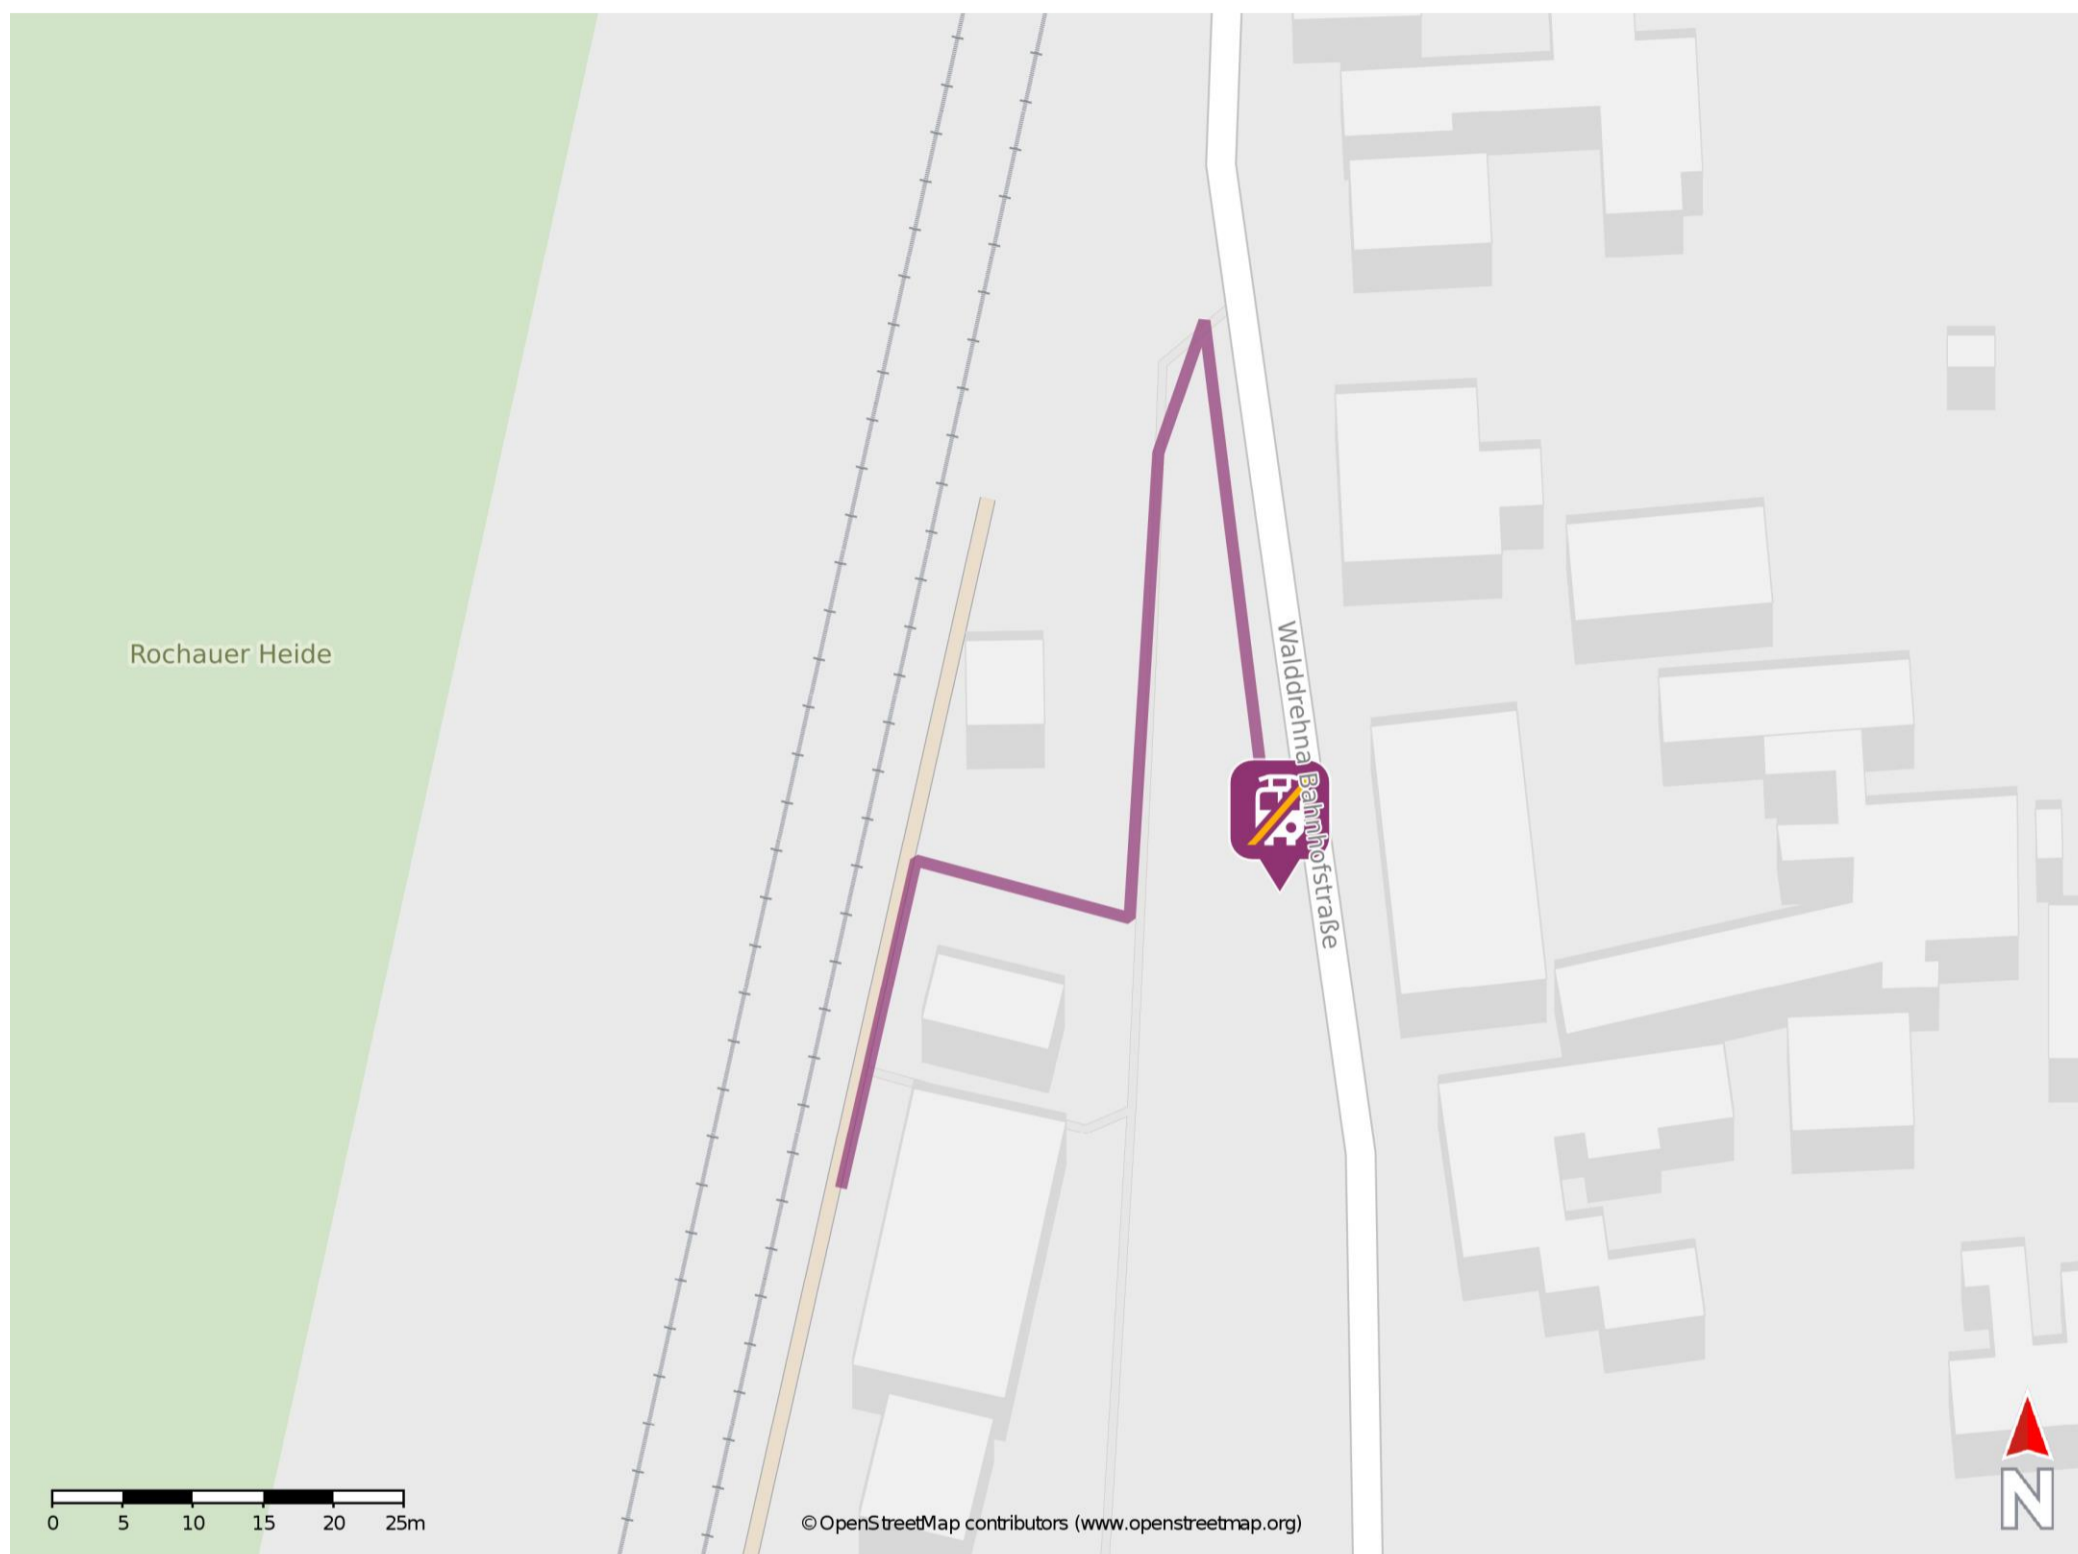 Rochauer Heide
Walddrehna Bahnhofstraße
0 5 10 15 20 25m
©OpenStreetMap contributors (www.openstreetmap.org)
N